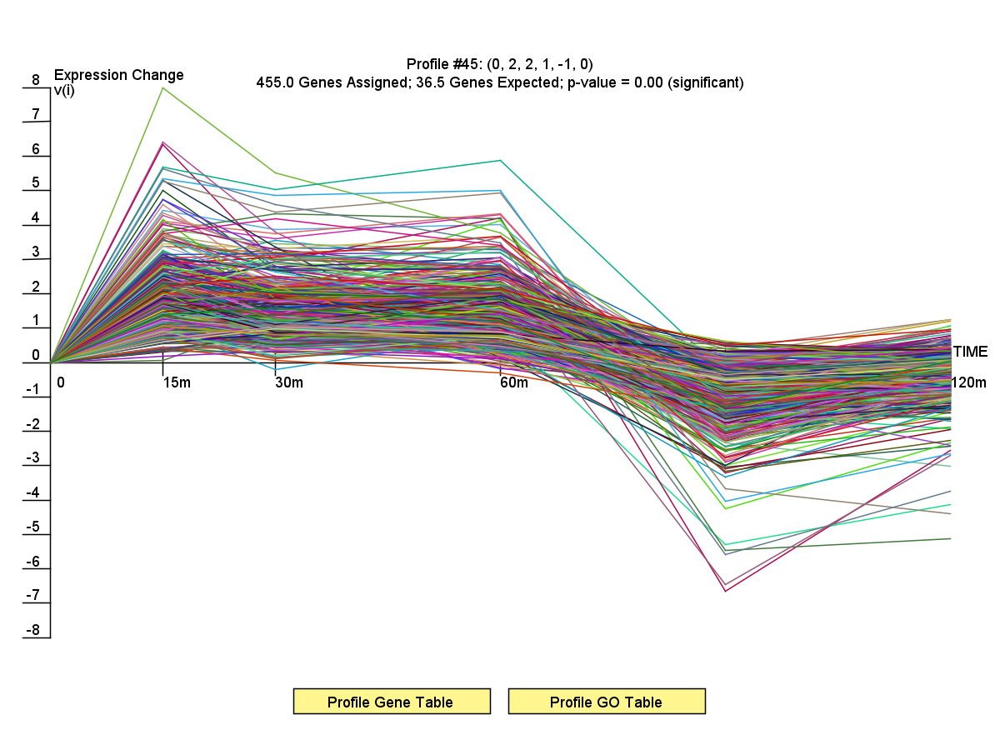 Profile #45: (0, 2, 2, 1, -1, 0)
Expression Change
455.0 Genes Assigned; 36.5 Genes Expected; p-value = 0.00 (significant)
v(i)
8
7
6
5
4
3
2
1
0
-1
-2
-3
-4
-5
-6
-7
-8
TIME
0
15m
30m
60m
120m
Profile Gene Table
Profile GO Table